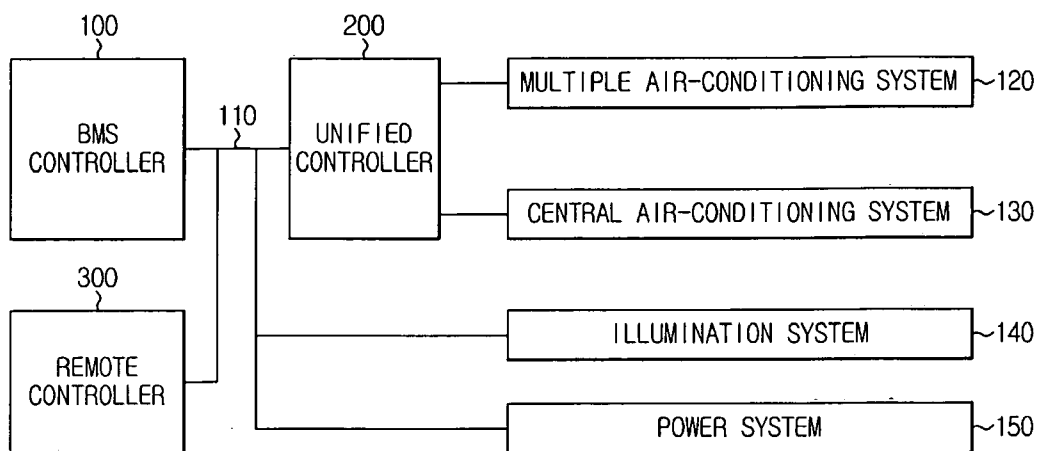 100
BMS
CONTROLLER
110
200
UNIFIED
CONTROLLER
MULTIPLE AIR-CONDITIONING SYSTEM
120
CENTRAL AIR-CONDITIONING SYSTEM
130
300
REMOTE
CONTROLLER
ILLUMINATION SYSTEM
140
POWER SYSTEM
150